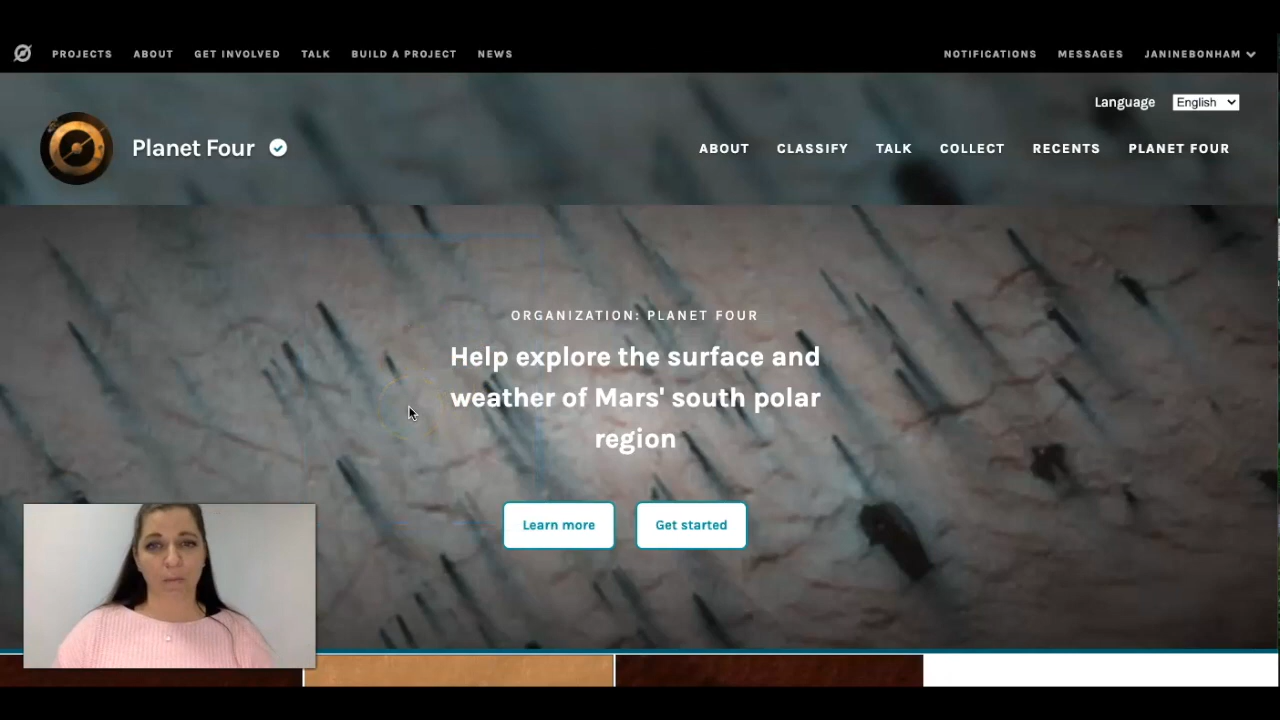 PROJECTS ABOUT GET INVOLVED TALK BUILD A PROJECT NEWS NOTIFICATIONS MESSAGES JANINEBONHAM
Language English
Planet Four ABOUT CLASSIFY TALK COLLECT RECENTS PLANET FOUR
ORGANIZATION: PLANET FOUR
Help explore the surface and
weather of Mars' south polar
region
Learn more Get started